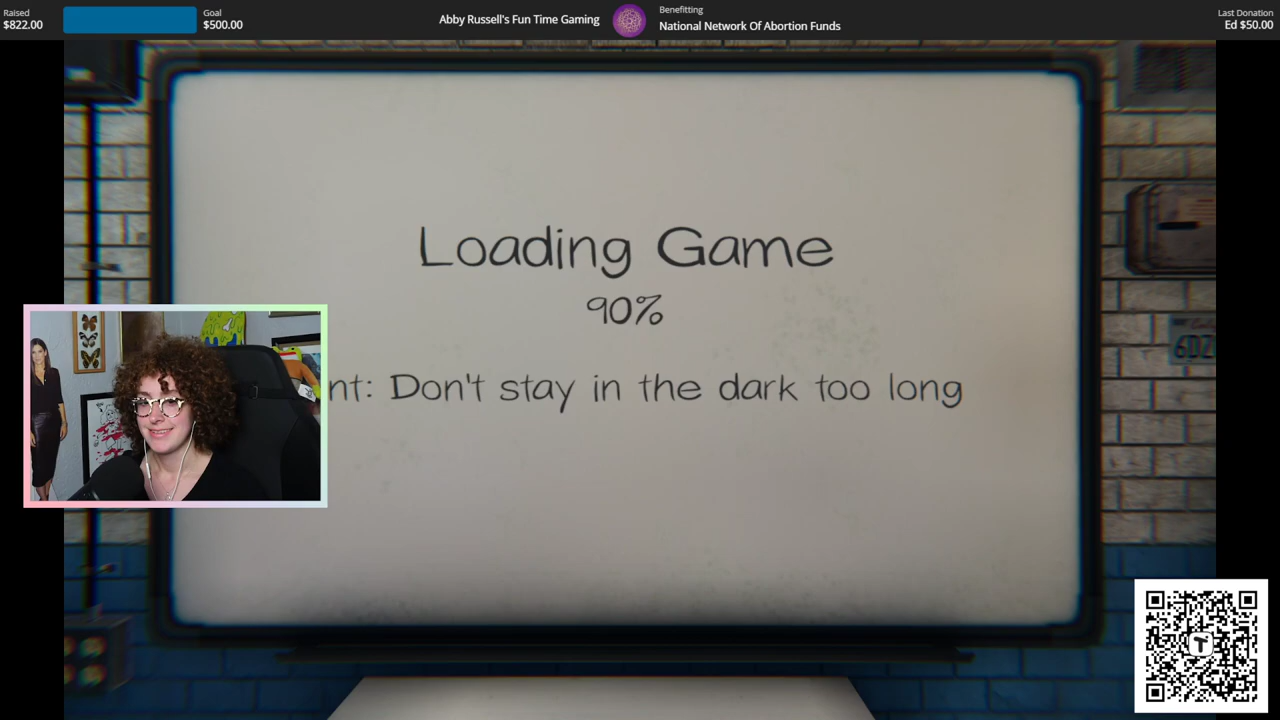 Raised
$822.00
Goal
$500.00
Abby Russell's Fun Time Gaming
Benefitting
National Network Of Abortion Funds
Last Donation
Ed $50.00
Loading Game
90%
nt: Don't stay in the dark too long
6DZ
T